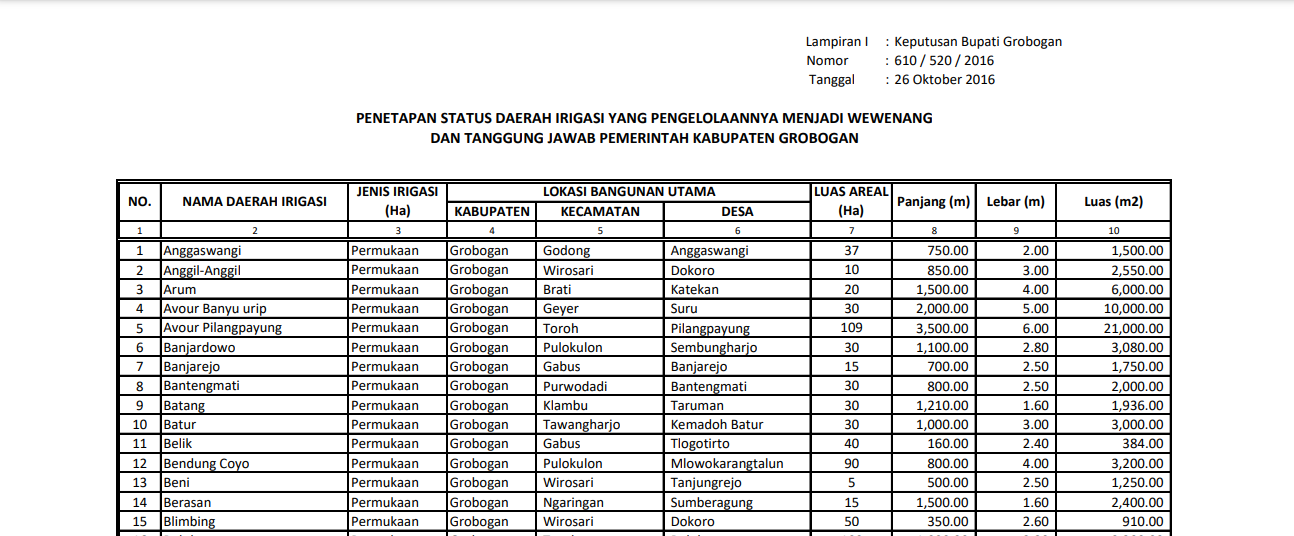 Lampiran I : Keputusan Bupati Grobogan
Nomor : 610 / 520 / 2016
Tanggal : 26 Oktober 2016
PENETAPAN STATUS DAERAH IRIGASI YANG PENGELOLAANNYA MENJADI WEWENANG
DAN TANGGUNG JAWAB PEMERINTAH KABUPATEN GROBOGAN
NO. NAMA DAERAH IRIGASI JENIS IRIGASI (Ha) LOKASI BANGUNAN UTAMA LUAS AREAL (Ha) Panjang (m) Lebar (m) Luas (m2)
KABUPATEN KECAMATAN DESA
1 2 3 4 5 6 7 8 9 10
1 Anggaswangi Permukaan Grobogan Godong Anggaswangi 37 750.00 2.00 1,500.00
2 Anggil-Anggil Permukaan Grobogan Wirosari Dokoro 10 850.00 3.00 2,550.00
3 Arum Permukaan Grobogan Brati Katekan 20 1,500.00 4.00 6,000.00
4 Avour Banyu urip Permukaan Grobogan Geyer Suru 30 2,000.00 5.00 10,000.00
5 Avour Pilangpayung Permukaan Grobogan Toroh Pilangpayung 109 3,500.00 6.00 21,000.00
6 Banjardowo Permukaan Grobogan Pulokulon Sembungharjo 30 1,100.00 2.80 3,080.00
7 Banjarejo Permukaan Grobogan Gabus Banjarejo 15 700.00 2.50 1,750.00
8 Bantengmati Permukaan Grobogan Purwodadi Bantengmati 30 800.00 2.50 2,000.00
9 Batang Permukaan Grobogan Klambu Taruman 30 1,210.00 1.60 1,936.00
10 Batur Permukaan Grobogan Tawangharjo Kemadoh Batur 30 1,000.00 3.00 3,000.00
11 Belik Permukaan Grobogan Gabus Tlogotirto 40 160.00 2.40 384.00
12 Bendung Coyo Permukaan Grobogan Pulokulon Mlowokarangtalun 90 800.00 4.00 3,200.00
13 Beni Permukaan Grobogan Wirosari Tanjungrejo 5 500.00 2.50 1,250.00
14 Berasan Permukaan Grobogan Ngaringan Sumberagung 15 1,500.00 1.60 2,400.00
15 Blimbing Permukaan Grobogan Wirosari Dokoro 50 350.00 2.60 910.00